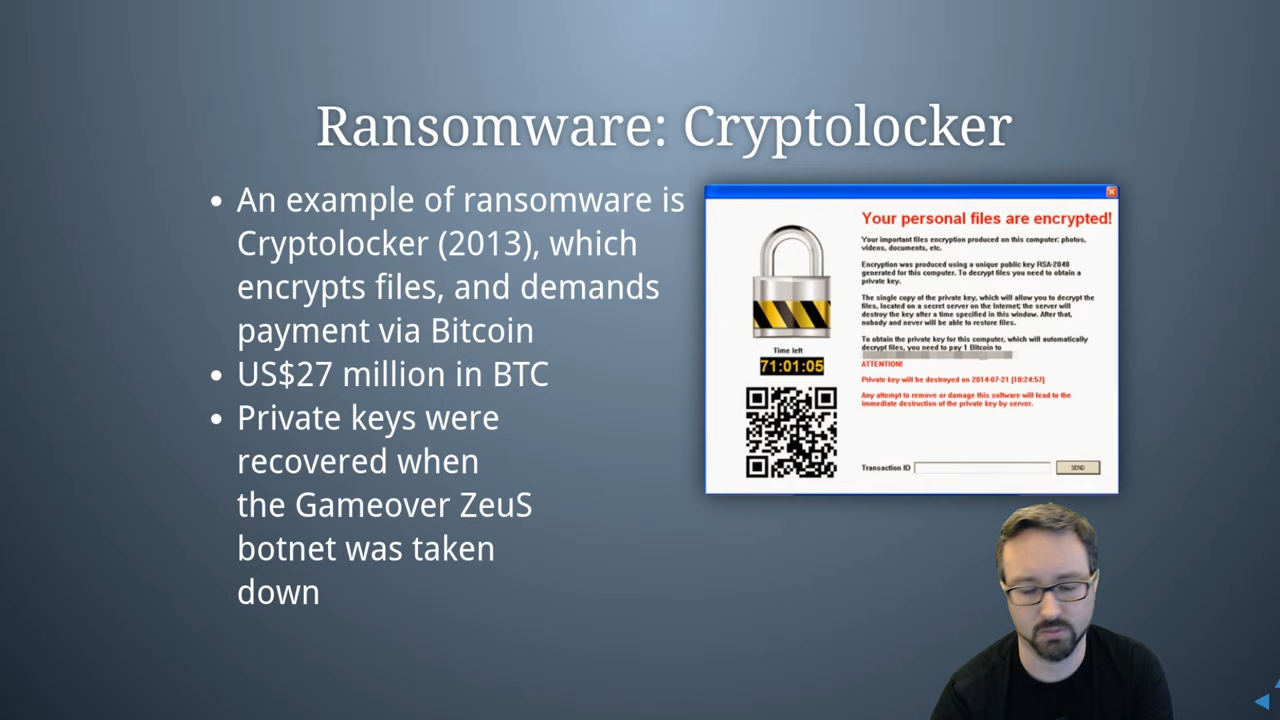 Ransomware: Cryptolocker
An example of ransomware is
Cryptolocker (2013), which
encrypts files, and demands
payment via Bitcoin
US$27 million in BTC
Private keys were
recovered when
the Gameover ZeuS
botnet was taken
down
Your personal files are encrypted!
Your important files encryption produced on this computer: photos,
videos, documents, etc.
Encryption was produced using a unique public key RSA-2048
generated for this computer. To decrypt files you need to obtain a
private key.
The single copy of the private key, which will allow you to decrypt the
files, located on a secret server on the Internet; the server will
destroy the key after a time specified in this window. After that,
nobody and never will be able to restore files.
To obtain the private key for this computer, which will automatically
decrypt files, you need to pay 1 Bitcoin to
ATTENTION!
Private key will be destroyed on 2014-07-21 [10:24:57]
Any attempt to remove or damage this software will lead to the
immediate destruction of the private key by server.
Time left
71:01:05
Transaction ID
SEND